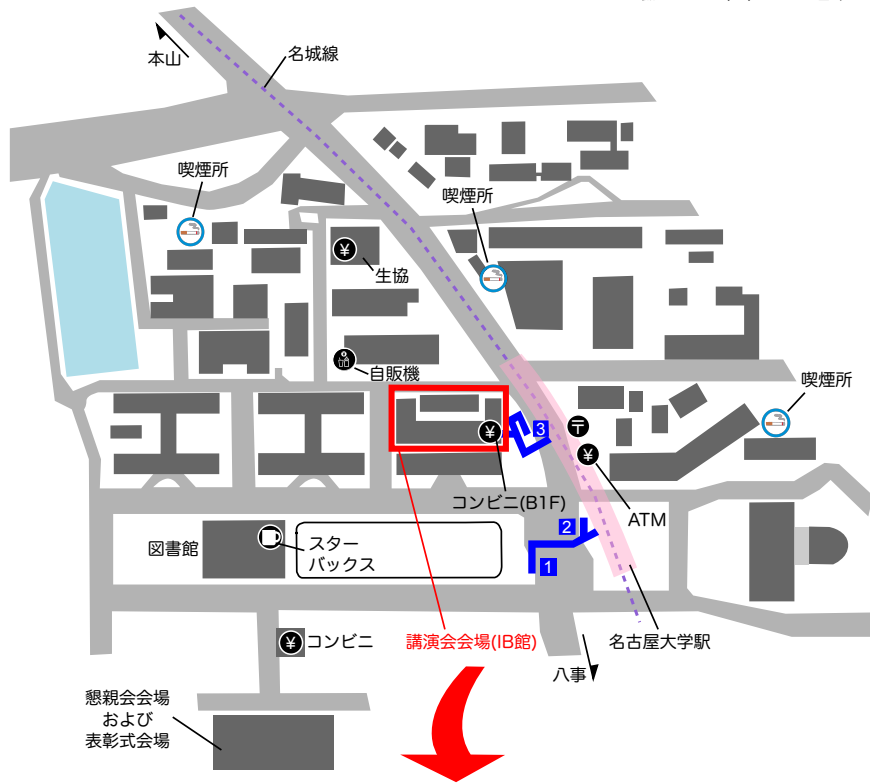 本山
名城線
喫煙所
喫煙所
¥
生協
自販機
喫煙所
3
〒
¥
¥
コンビニ(B1F)
ATM
2
図書館
スター
バックス
1
¥
コンビニ
講演会会場(IB館)
名古屋大学駅
八事
懇親会会場
および
表彰式会場